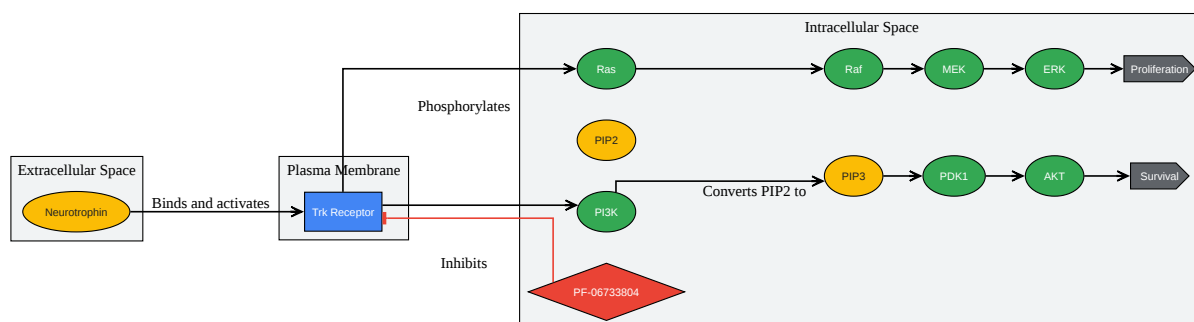 Intracellular Space
Ras
Raf
MEK
ERK
Proliferation
Phosphorylates
PIP2
Extracellular Space
Plasma Membrane
Neurotrophin
Binds and activates
Trk Receptor
PI3K
Converts PIP2 to
PIP3
PDK1
AKT
Survival
Inhibits
PF-06733804